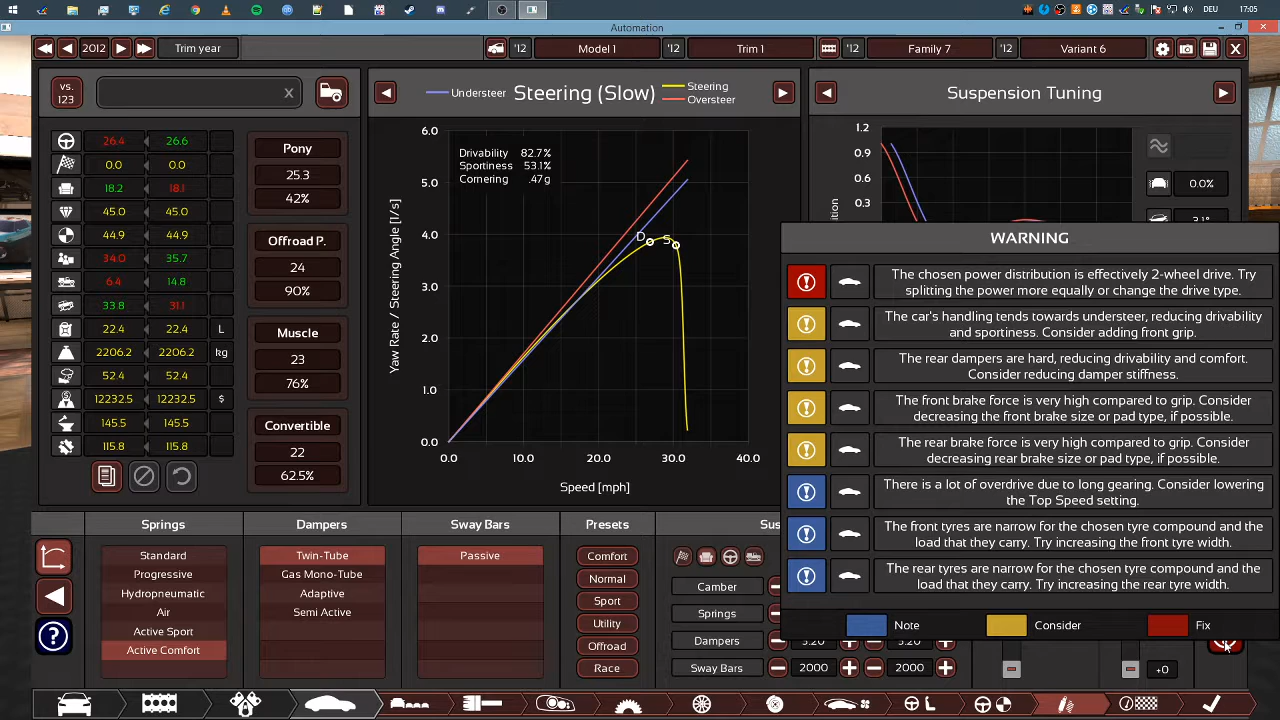 DEU
17:05
Automation
2012
Trim year
'12
Model 1
'12
Trim 1
'12
Family 7
'12
Variant 6
vs.
123
x
26.4 26.6
0.0 0.0
18.2 18.1
45.0 45.0
44.9 44.9
34.0 35.7
6.4 14.8
33.8 31.1
22.4 22.4 L
2206.2 2206.2 kg
52.4 52.4
12232.5 12232.5 $
145.5 145.5
115.8 115.8
Pony
25.3
42%
Offroad P.
24
90%
Muscle
23
76%
Convertible
22
62.5%
Understeer
Steering (Slow)
Steering
Oversteer
Drivability 82.7%
Sportiness 53.1%
Cornering .47g
Yaw Rate / Steering Angle [1/s]
6.0
5.0
4.0
3.0
2.0
1.0
0.0
D
S
0.0 10.0 20.0 30.0 40.0
Speed [mph]
Suspension Tuning
1.2
0.9
0.6
0.3
0.0%
WARNING
The chosen power distribution is effectively 2-wheel drive. Try
splitting the power more equally or change the drive type.
The car's handling tends towards understeer, reducing drivability
and sportiness. Consider adding front grip.
The rear dampers are hard, reducing drivability and comfort.
Consider reducing damper stiffness.
The front brake force is very high compared to grip. Consider
decreasing the front brake size or pad type, if possible.
The rear brake force is very high compared to grip. Consider
decreasing rear brake size or pad type, if possible.
There is a lot of overdrive due to long gearing. Consider lowering
the Top Speed setting.
The front tyres are narrow for the chosen tyre compound and the
load that they carry. Try increasing the front tyre width.
The rear tyres are narrow for the chosen tyre compound and the
load that they carry. Try increasing the rear tyre width.
Note
Consider
Fix
Springs
Standard
Progressive
Hydropneumatic
Air
Active Sport
Active Comfort
Dampers
Twin-Tube
Gas Mono-Tube
Adaptive
Semi Active
Sway Bars
Passive
Presets
Comfort
Normal
Sport
Utility
Offroad
Race
Sus
Camber
Springs
Dampers
Sway Bars
2000
2000
+0
?